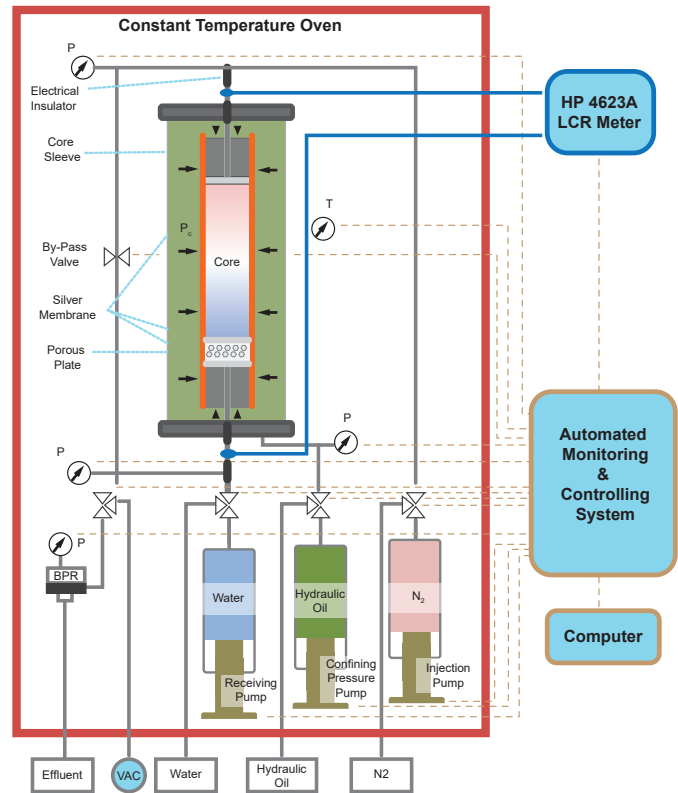 Constant Temperature Oven
P
Electrical
Insulator
HP 4623A
LCR Meter
Core
Sleeve
T
P_c
By-Pass
Valve
Core
Silver
Membrane
Porous
Plate
P
P
Automated
Monitoring
&
Controlling
System
P
BPR
Water
Hydraulic
Oil
N₂
Computer
Receiving
Pump
Confining
Pressure
Pump
Injection
Pump
Effluent
VAC
Water
Hydraulic
Oil
N2